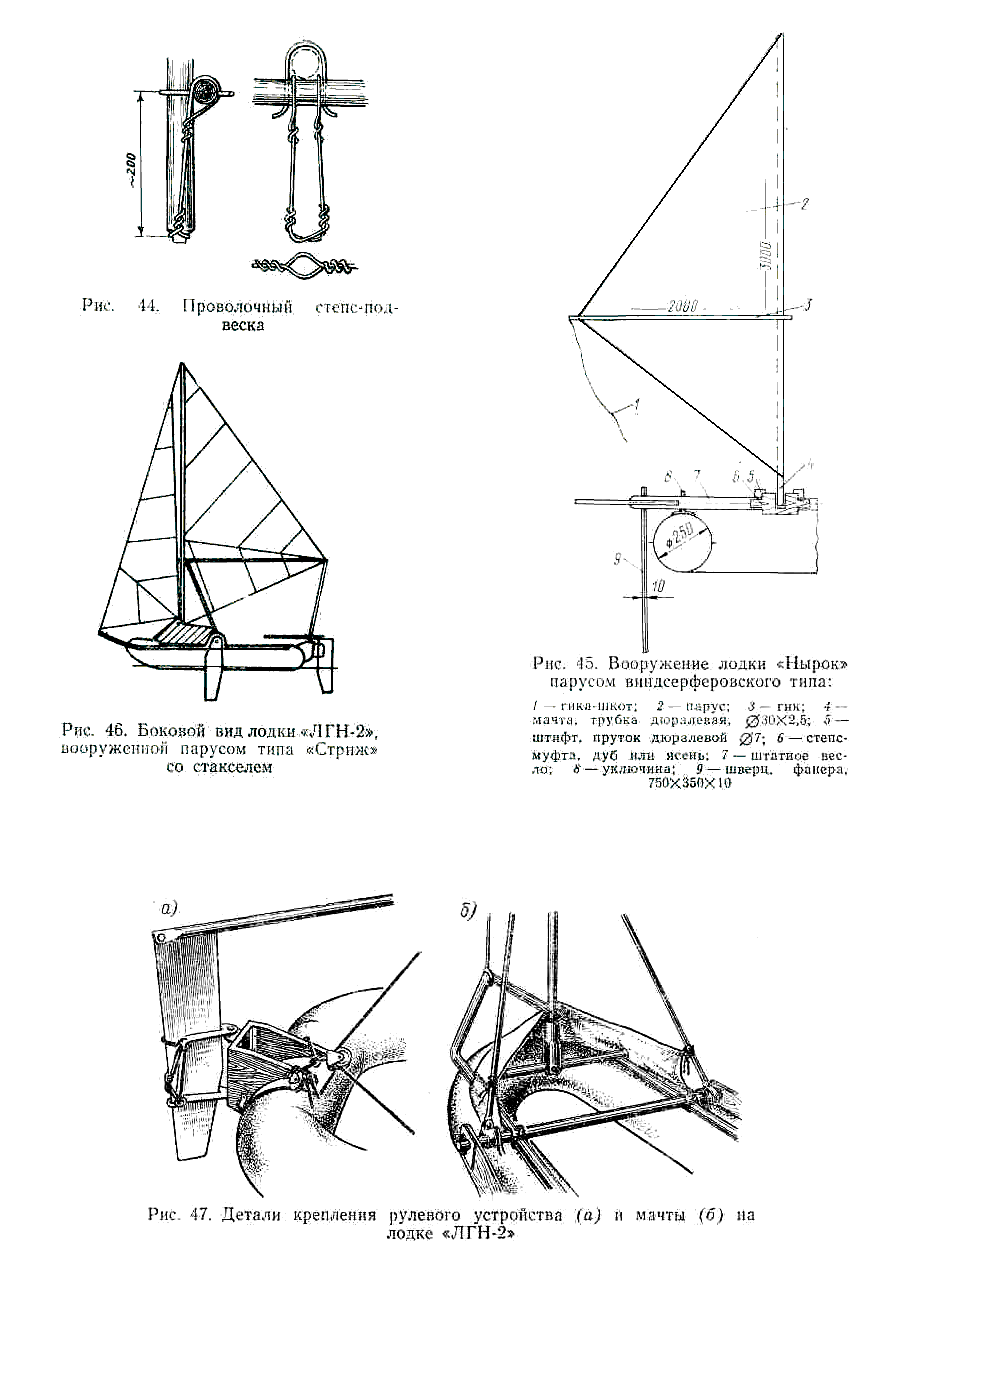 ~200
Рис. 44. Проволочный степс-под-
веска
2
3000
2000
3
1
4
8 7 6 5
ϕ250
9
10
Рис. 45. Вооружение лодки «Нырок»
парусом виндсерферовского типа:
1 — гика-шкот; 2 — парус; 3 — гик; 4 —
мачта, трубка дюралевая, ∅30×2,5; 5 —
штифт, пруток дюралевой ∅7; 6 — степс-
муфта, дуб или ясень; 7 — штатное вес-
ло; 8 — уключина; 9 — шверц, фанера,
750×350×10
Рис. 46. Боковой вид лодки «ЛГН-2»,
вооруженной парусом типа «Стриж»
со стакселем
а)
б)
Рис. 47. Детали крепления рулевого устройства (а) и мачты (б) на
лодке «ЛГН-2»